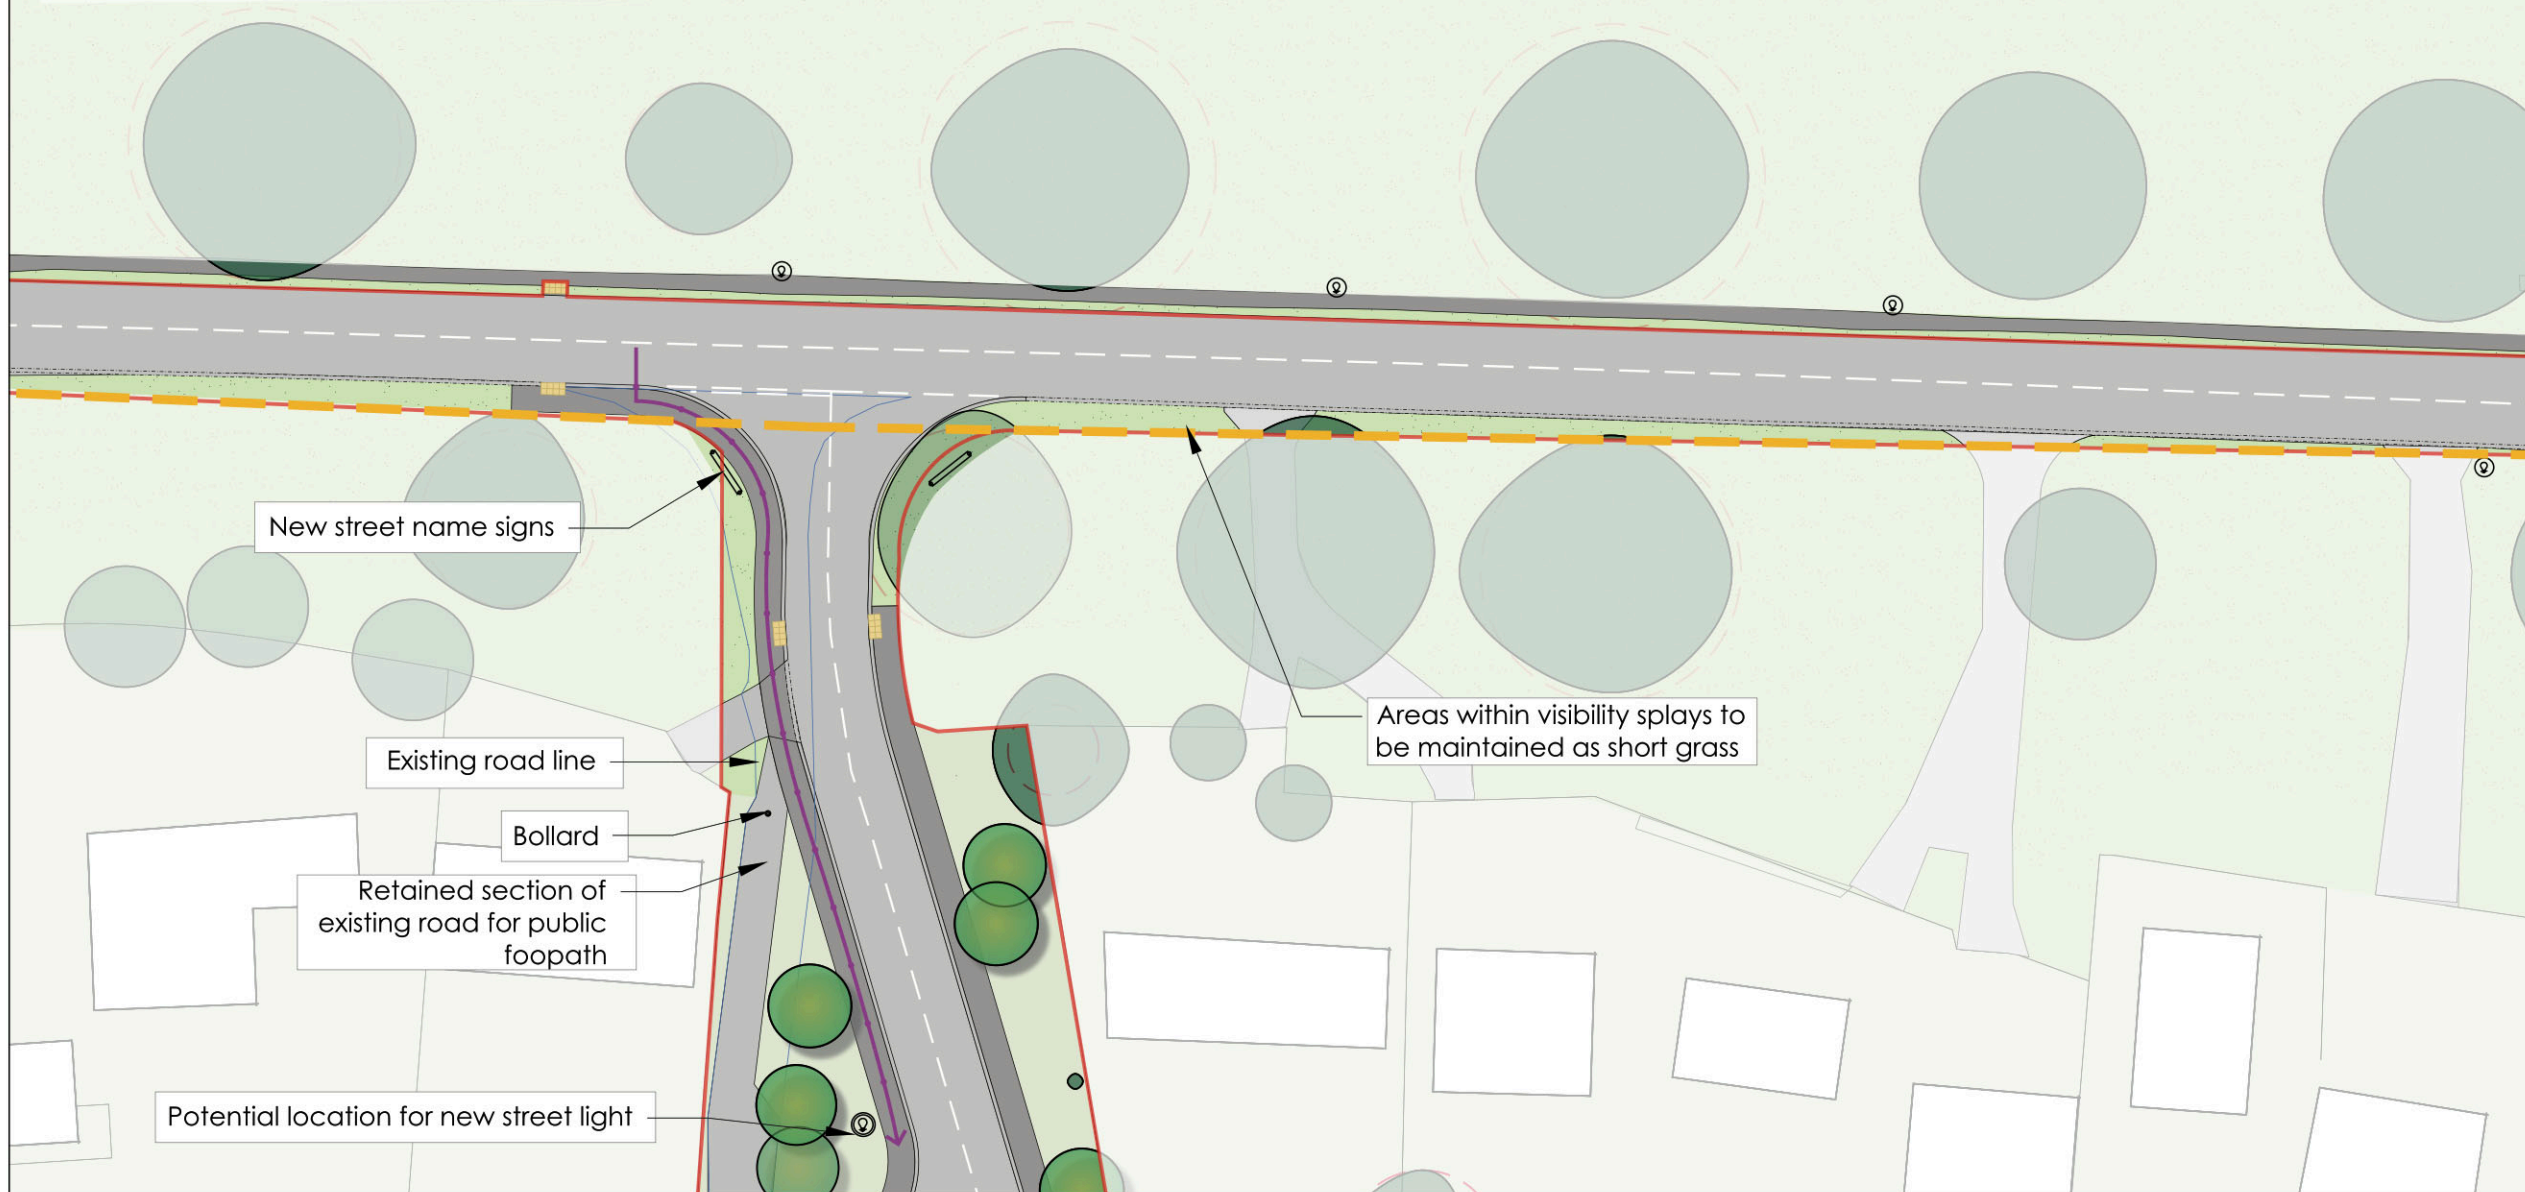 New street name signs
Areas within visibility splays to
be maintained as short grass
Existing road line
Bollard
Retained section of
existing road for public
foopath
Potential location for new street light